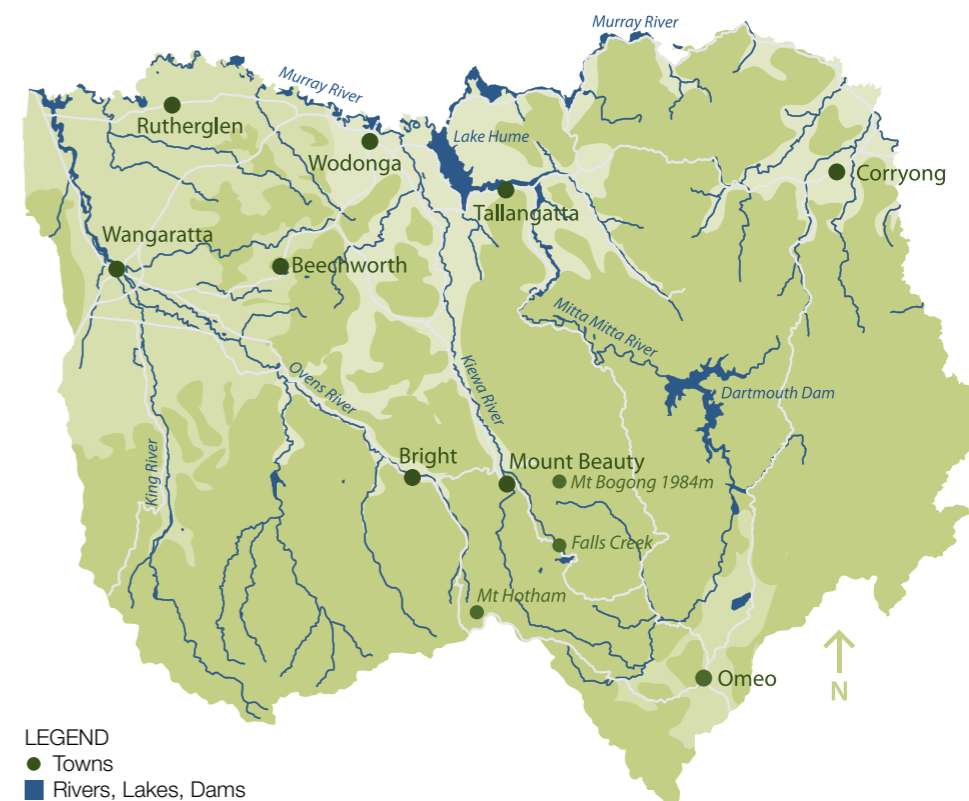 Murray River
Murray River
Rutherglen
Wodonga
Lake Hume
Corryong
Tallangatta
Wangaratta
Beechworth
Mitta Mitta River
Ovens River
Kiewa River
Dartmouth Dam
King River
Bright
Mount Beauty
Mt Bogong 1984m
Falls Creek
Mt Hotham
Omeo
N
LEGEND
Towns
Rivers, Lakes, Dams